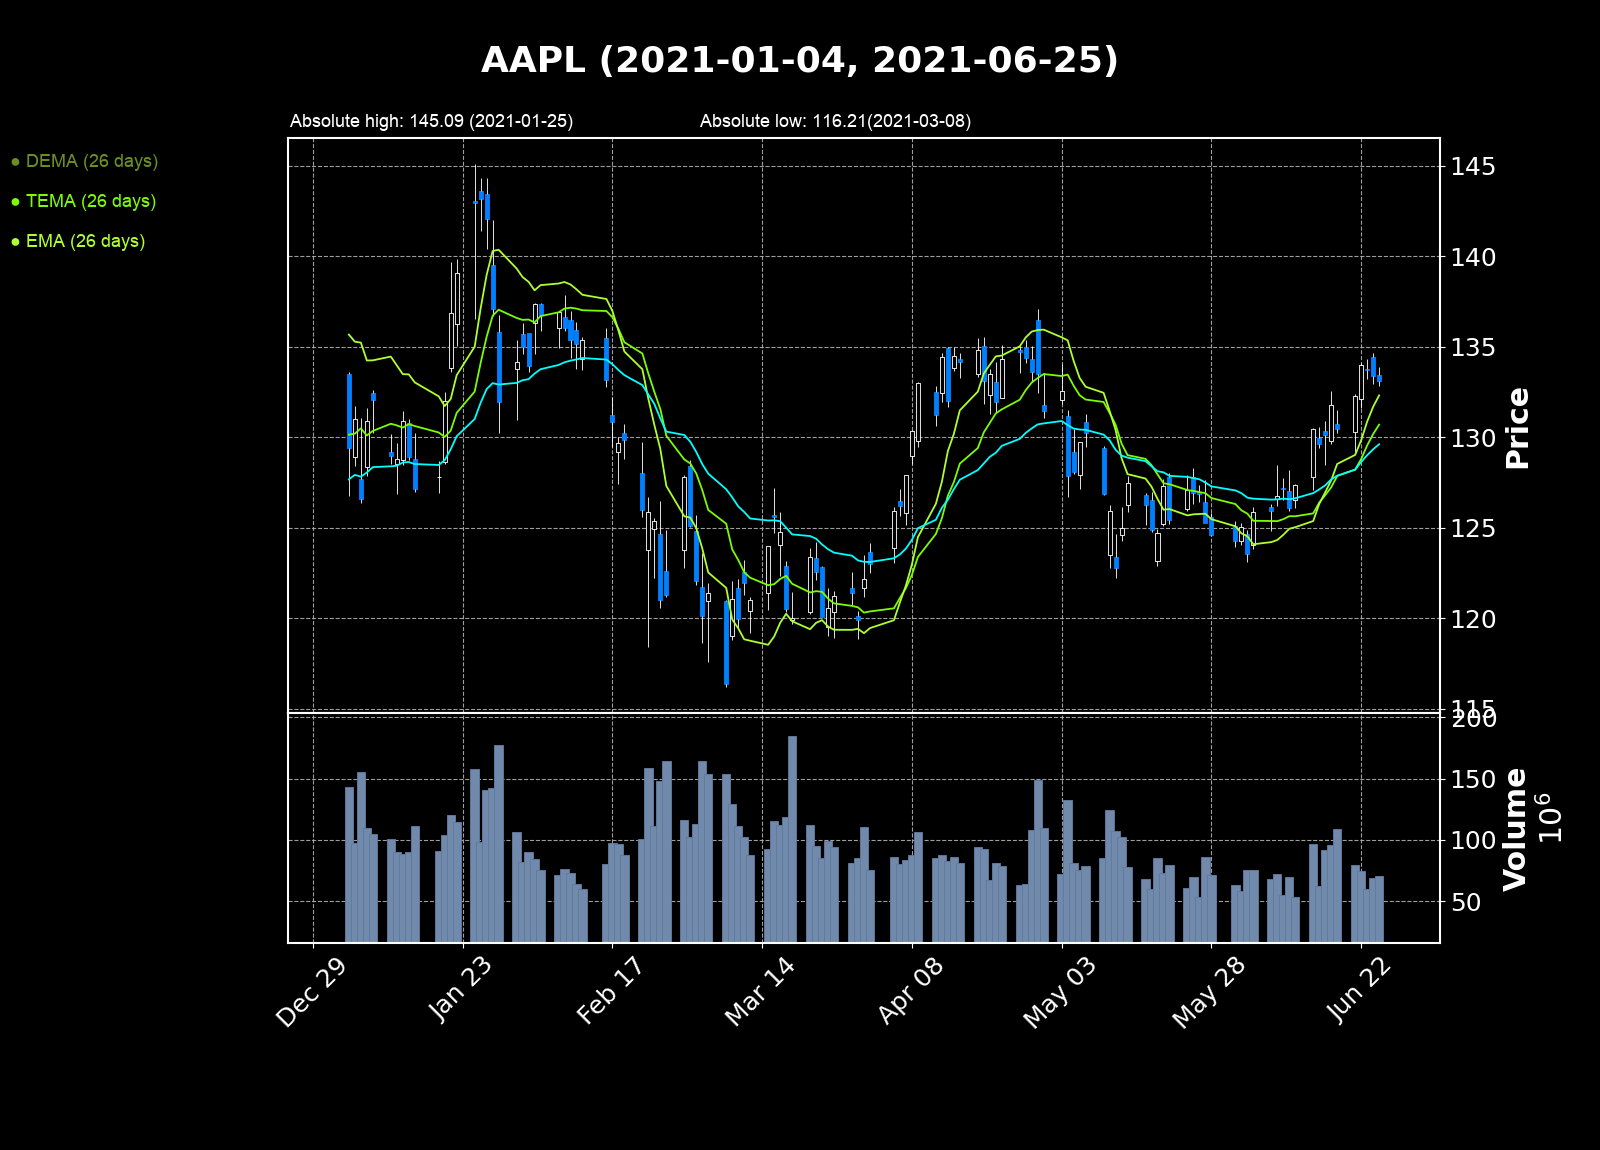 AAPL (2021-01-04, 2021-06-25)
Absolute high: 145.09 (2021-01-25)
Absolute low: 116.21(2021-03-08)
● DEMA (26 days)
● TEMA (26 days)
● EMA (26 days)
145
140
135
130
125
120
115
Price
200
150
100
50
Volume
10^6
Dec 29
Jan 23
Feb 17
Mar 14
Apr 08
May 03
May 28
Jun 22